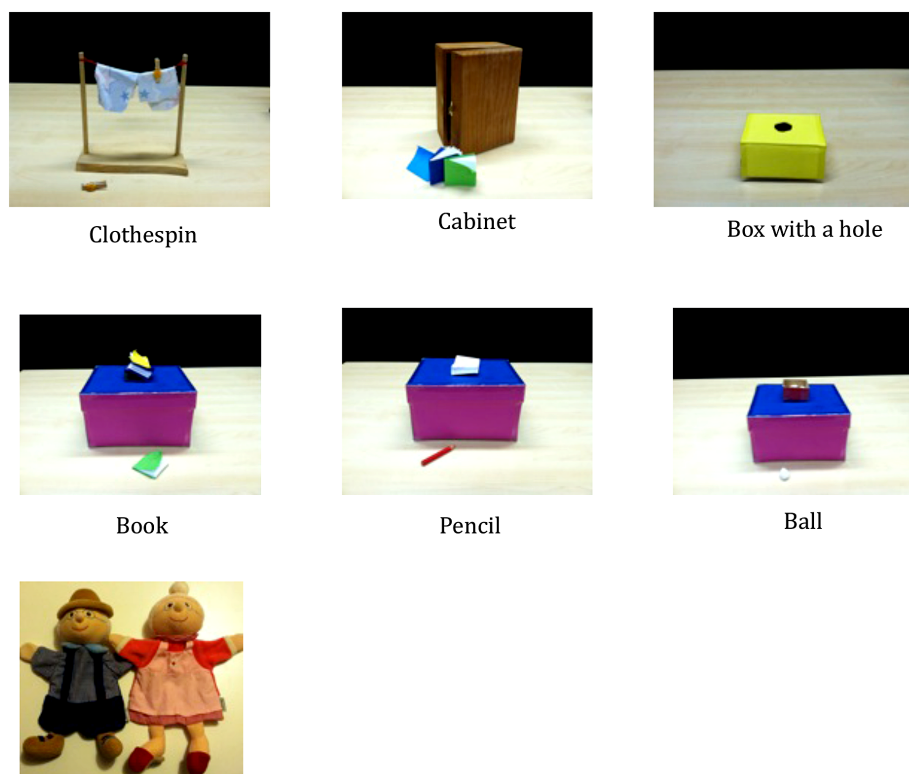 Clothespin
Cabinet
Box with a hole
Book
Pencil
Ball